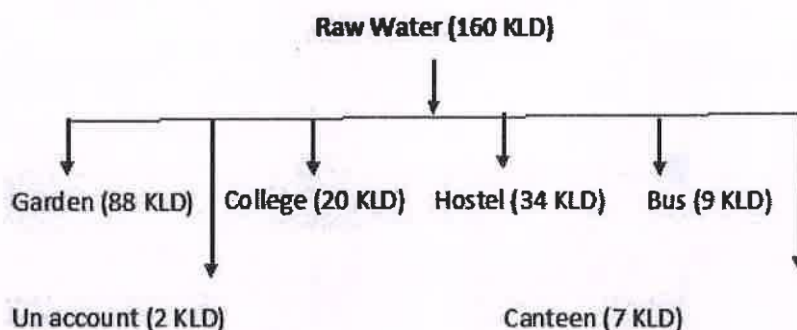 Raw Water (160 KLD)
Garden (88 KLD) College (20 KLD) Hostel (34 KLD) Bus (9 KLD)
Un account (2 KLD) Canteen (7 KLD)